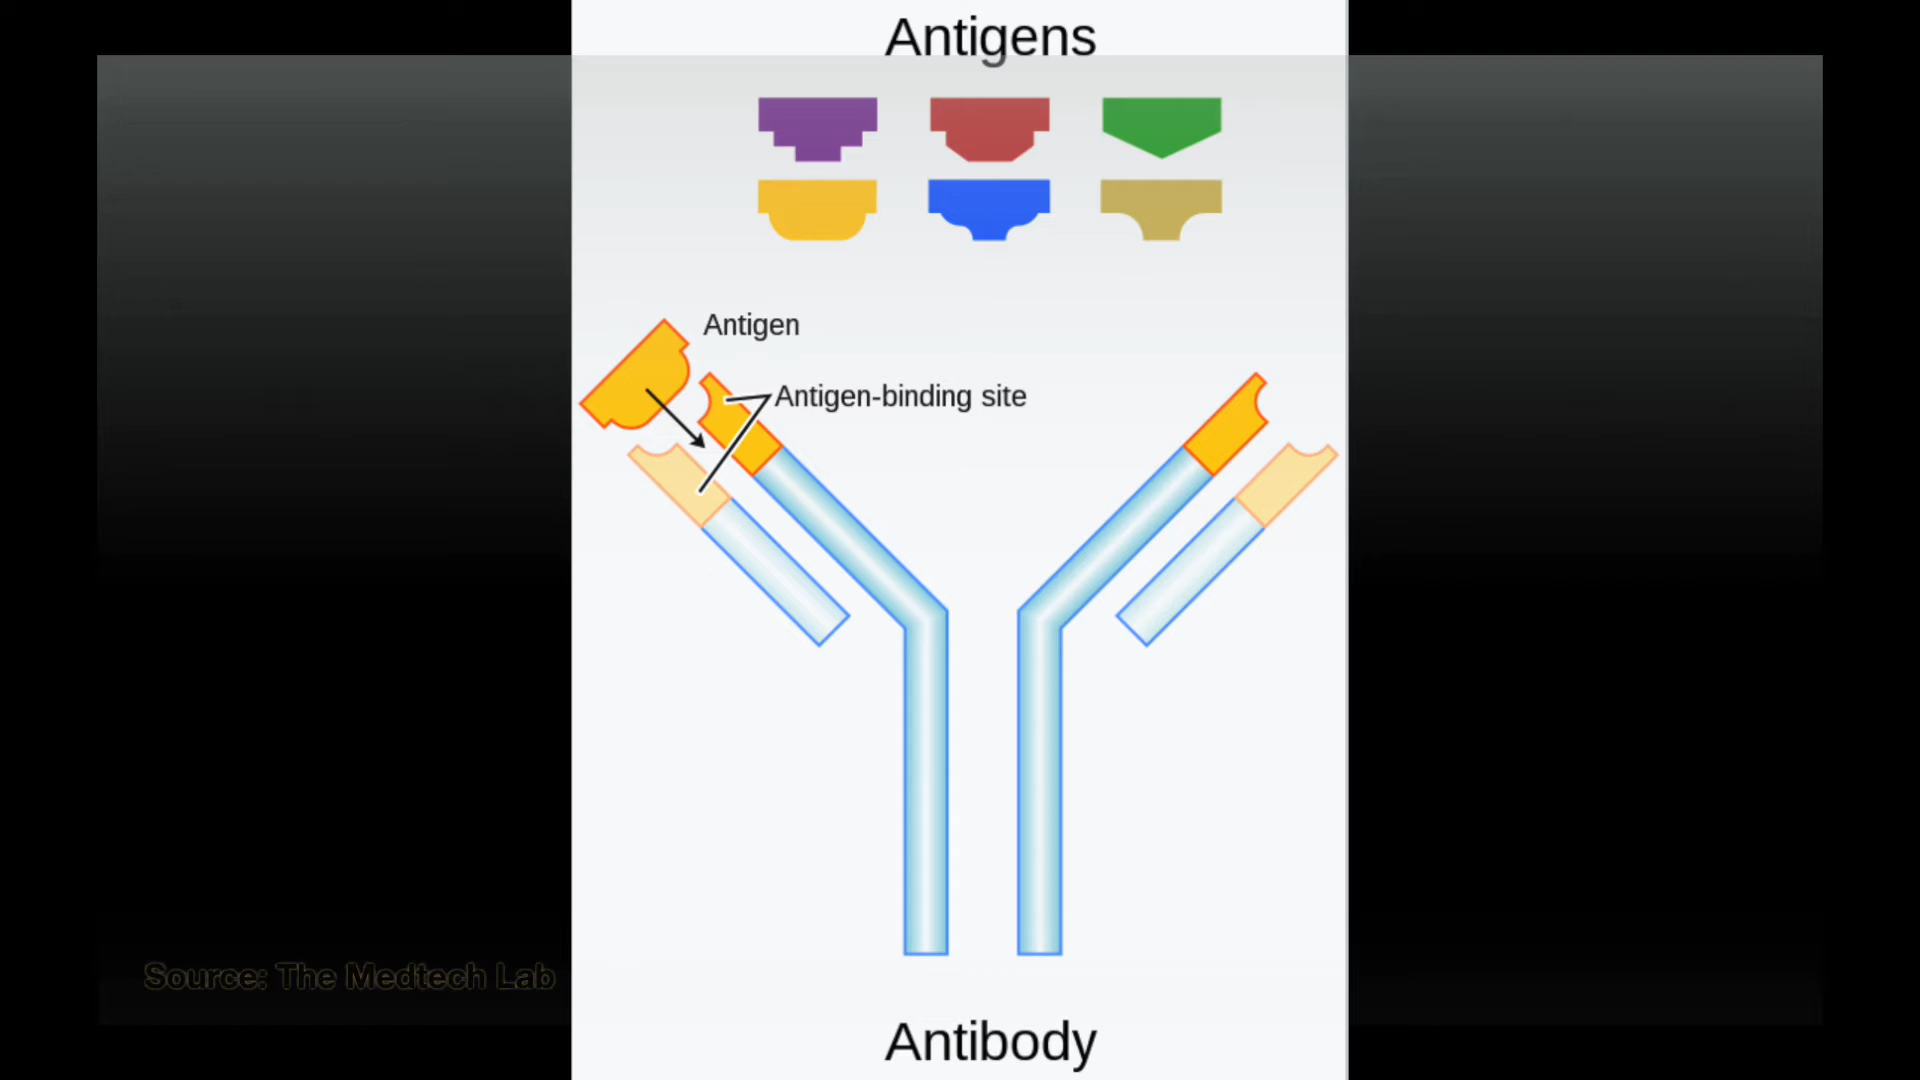 Antigens
Antigen
Antigen-binding site
Source: The Medtech Lab
Antibody